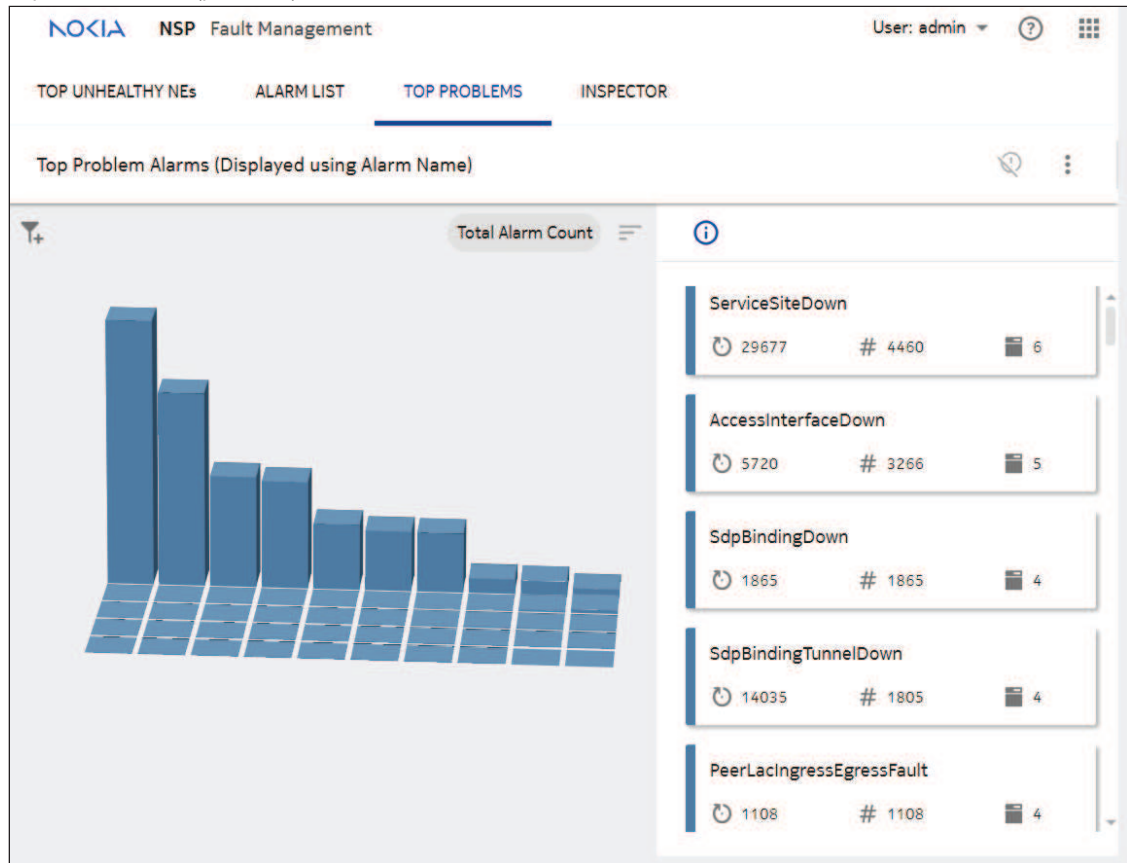 NOKIA NSP Fault Management User: admin
TOP UNHEALTHY NEs ALARM LIST TOP PROBLEMS INSPECTOR
Top Problem Alarms (Displayed using Alarm Name)
Total Alarm Count
ServiceSiteDown
29677 # 4460 6
AccessInterfaceDown
5720 # 3266 5
SdpBindingDown
1865 # 1865 4
SdpBindingTunnelDown
14035 # 1805 4
PeerLacIngressEgressFault
1108 # 1108 4